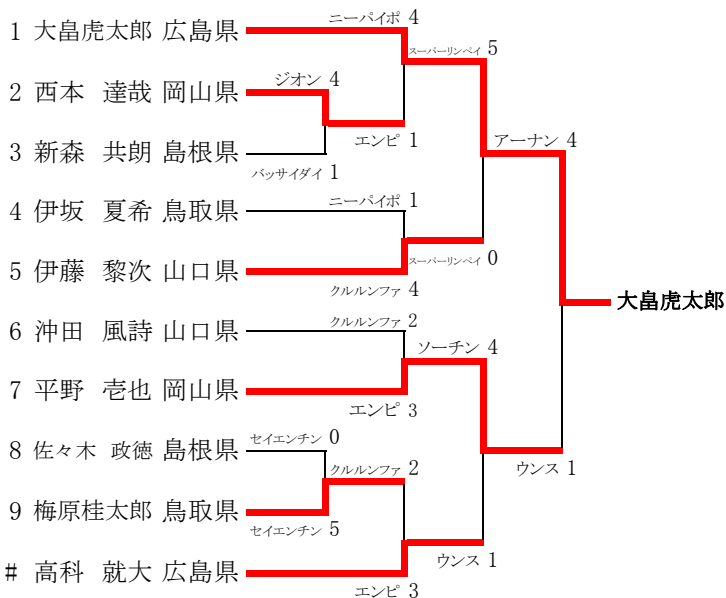 1 大畠虎太郎 広島県
2 西本 達哉 岡山県
3 新森 共朗 島根県
4 伊坂 夏希 鳥取県
5 伊藤 黎次 山口県
6 沖田 風詩 山口県
7 平野 壱也 岡山県
8 佐々木 政徳 島根県
9 梅原桂太郎 鳥取県
# 高科 就大 広島県
ニーパイポ 4
ジオン 4
バッサイダイ 1
エンピ 1
ニーパイポ 1
クルルンファ 4
クルルンファ 2
エンピ 3
セイエンチン 0
セイエンチン 5
クルルンファ 2
エンピ 3
スーパーリンペイ 5
スーパーリンペイ 0
ソーチン 4
ウンス 1
アーナン 4
ウンス 1
大畠虎太郎